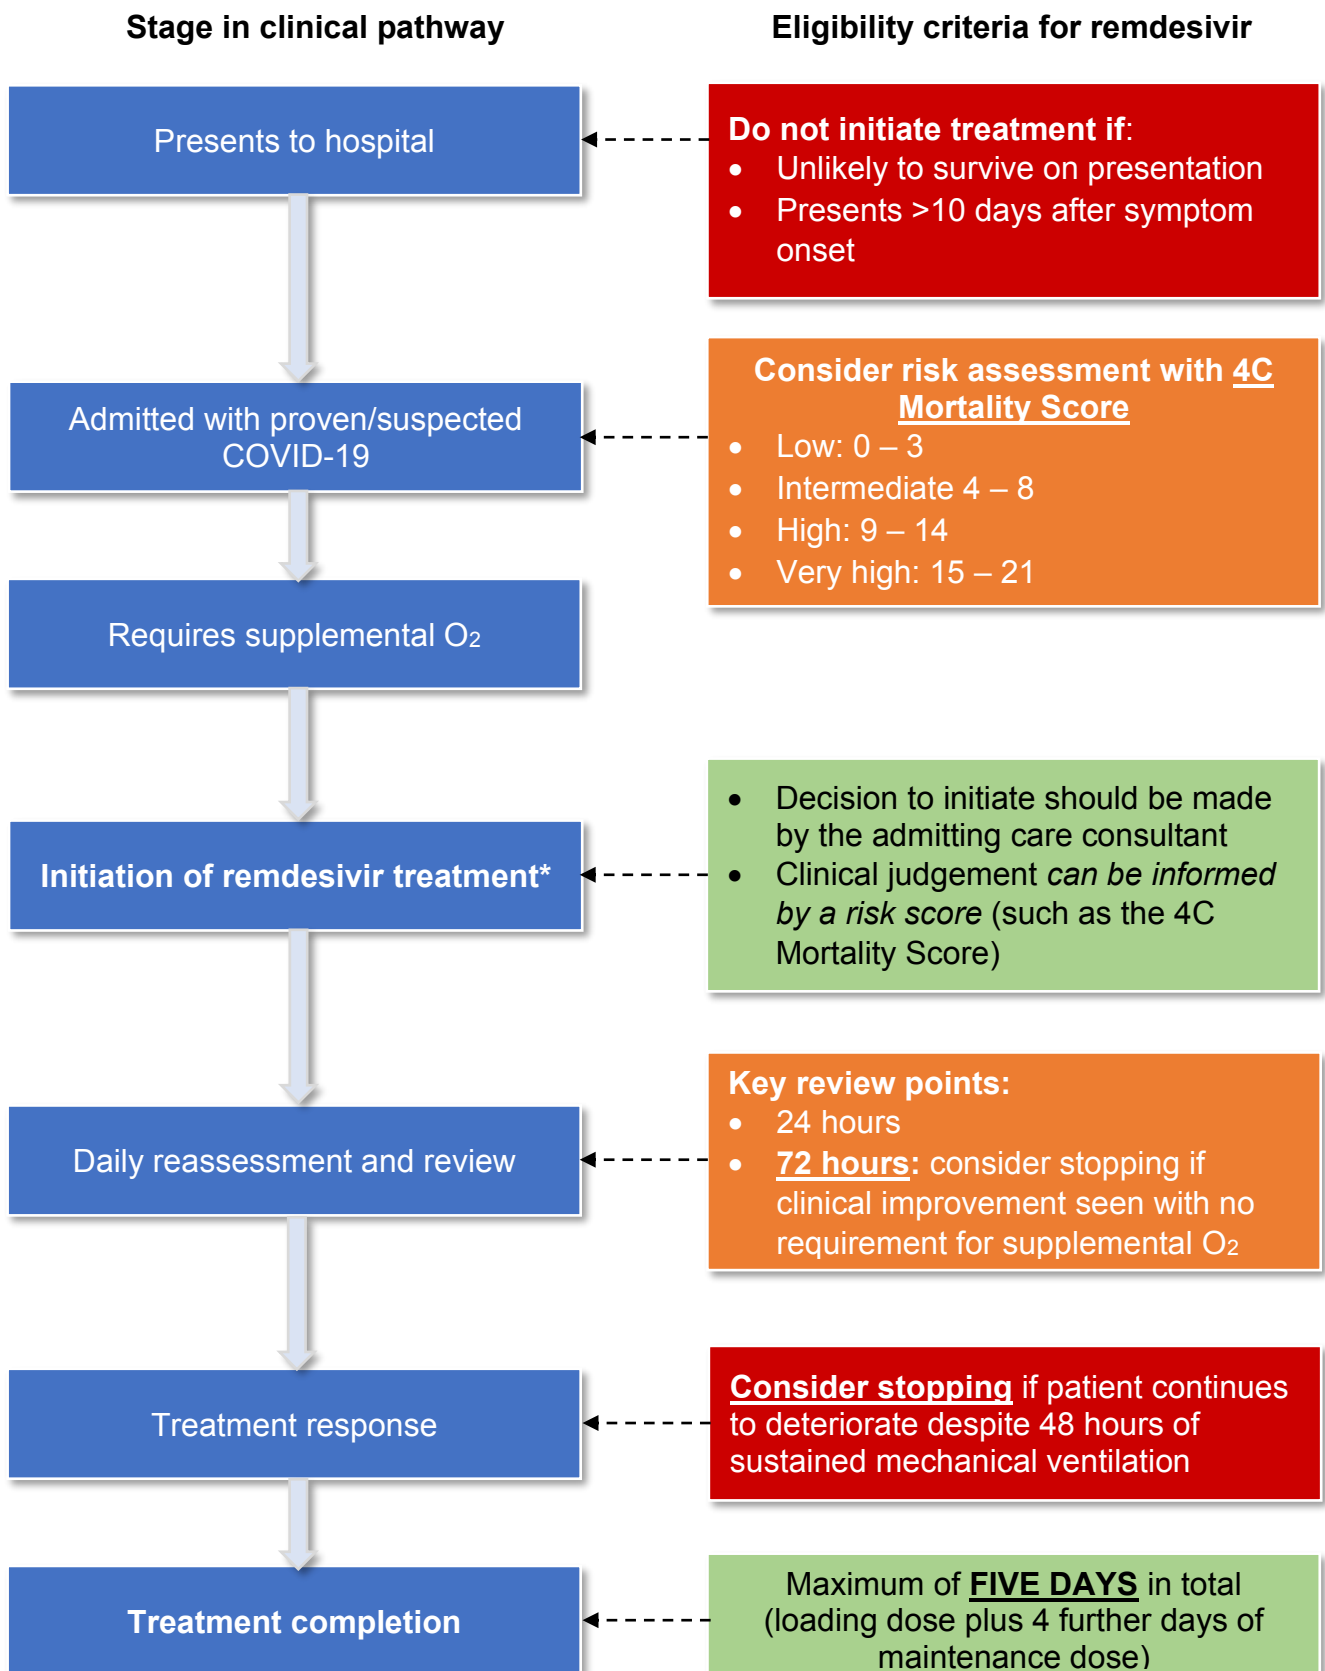 Stage in clinical pathway
Eligibility criteria for remdesivir
Presents to hospital
Do not initiate treatment if:
• Unlikely to survive on presentation
• Presents >10 days after symptom
onset
Admitted with proven/suspected
COVID-19
Consider risk assessment with 4C
Mortality Score
• Low: 0 – 3
• Intermediate 4 – 8
• High: 9 – 14
• Very high: 15 – 21
Requires supplemental O₂
Initiation of remdesivir treatment*
• Decision to initiate should be made
by the admitting care consultant
• Clinical judgement can be informed
by a risk score (such as the 4C
Mortality Score)
Daily reassessment and review
Key review points:
• 24 hours
• 72 hours: consider stopping if
clinical improvement seen with no
requirement for supplemental O₂
Treatment response
Consider stopping if patient continues
to deteriorate despite 48 hours of
sustained mechanical ventilation
Treatment completion
Maximum of FIVE DAYS in total
(loading dose plus 4 further days of
maintenance dose)